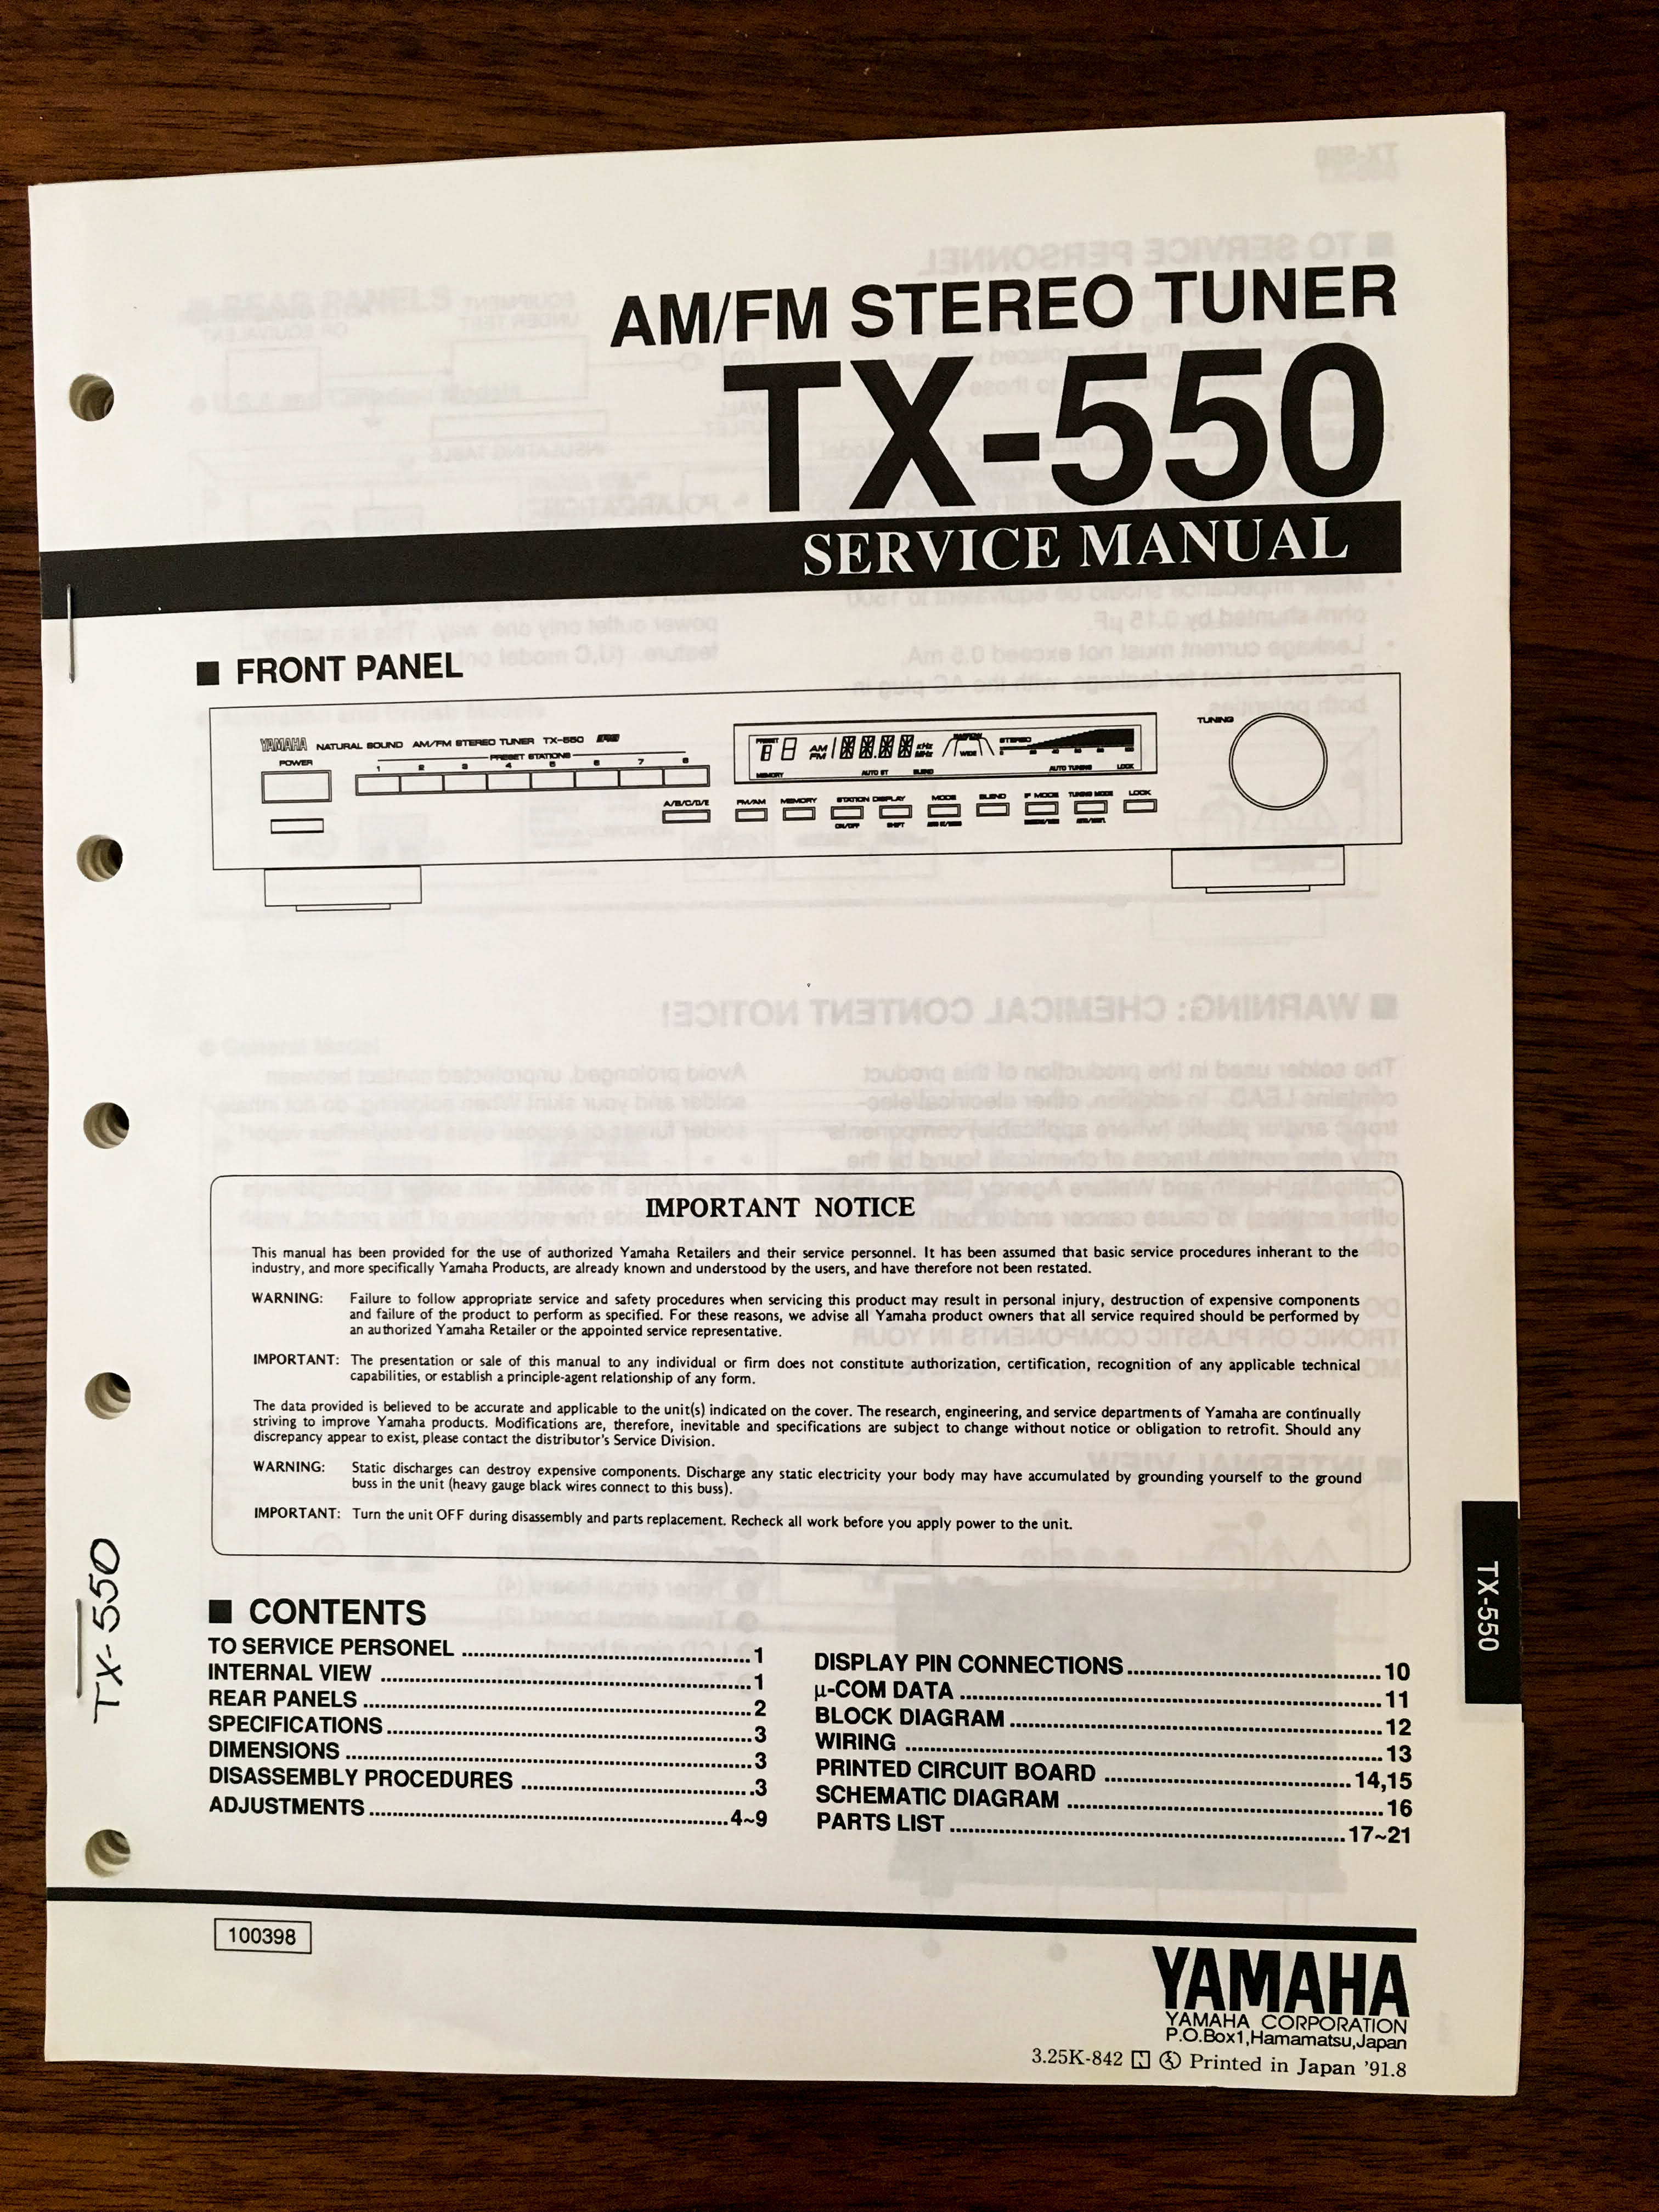 AM/FM STEREO TUNER
TX-550
SERVICE MANUAL
■ FRONT PANEL
YAMAHA NATURAL SOUND AM/FM STEREO TUNER TX-550
POWER
PRESET STATIONS
1 2 3 4 5 6 7 8
A/B/C/D/E
PRESET
AM
FM
kHz
MHz
WIDE
STEREO
MEMORY
AUTO ST
BLEND
AUTO TUNING
LOCK
FM/AM MEMORY STATION DISPLAY MODE BLEND IF MODE TUNING MODE LOCK
ON/OFF SHIFT
TUNING
IMPORTANT NOTICE
This manual has been provided for the use of authorized Yamaha Retailers and their service personnel. It has been assumed that basic service procedures inherant to the
industry, and more specifically Yamaha Products, are already known and understood by the users, and have therefore not been restated.
WARNING: Failure to follow appropriate service and safety procedures when servicing this product may result in personal injury, destruction of expensive components
and failure of the product to perform as specified. For these reasons, we advise all Yamaha product owners that all service required should be performed by
an authorized Yamaha Retailer or the appointed service representative.
IMPORTANT: The presentation or sale of this manual to any individual or firm does not constitute authorization, certification, recognition of any applicable technical
capabilities, or establish a principle-agent relationship of any form.
The data provided is believed to be accurate and applicable to the unit(s) indicated on the cover. The research, engineering, and service departments of Yamaha are continually
striving to improve Yamaha products. Modifications are, therefore, inevitable and specifications are subject to change without notice or obligation to retrofit. Should any
discrepancy appear to exist, please contact the distributor's Service Division.
WARNING: Static discharges can destroy expensive components. Discharge any static electricity your body may have accumulated by grounding yourself to the ground
buss in the unit (heavy gauge black wires connect to this buss).
IMPORTANT: Turn the unit OFF during disassembly and parts replacement. Recheck all work before you apply power to the unit.
TX-550
TX-550
■ CONTENTS
TO SERVICE PERSONEL ........ 1
INTERNAL VIEW ........ 1
REAR PANELS ........ 2
SPECIFICATIONS ........ 3
DIMENSIONS ........ 3
DISASSEMBLY PROCEDURES ........ 3
ADJUSTMENTS ........ 4~9
DISPLAY PIN CONNECTIONS ........ 10
μ-COM DATA ........ 11
BLOCK DIAGRAM ........ 12
WIRING ........ 13
PRINTED CIRCUIT BOARD ........ 14,15
SCHEMATIC DIAGRAM ........ 16
PARTS LIST ........ 17~21
100398
YAMAHA
YAMAHA CORPORATION
P.O.Box1,Hamamatsu,Japan
3.25K-842 N Printed in Japan '91.8